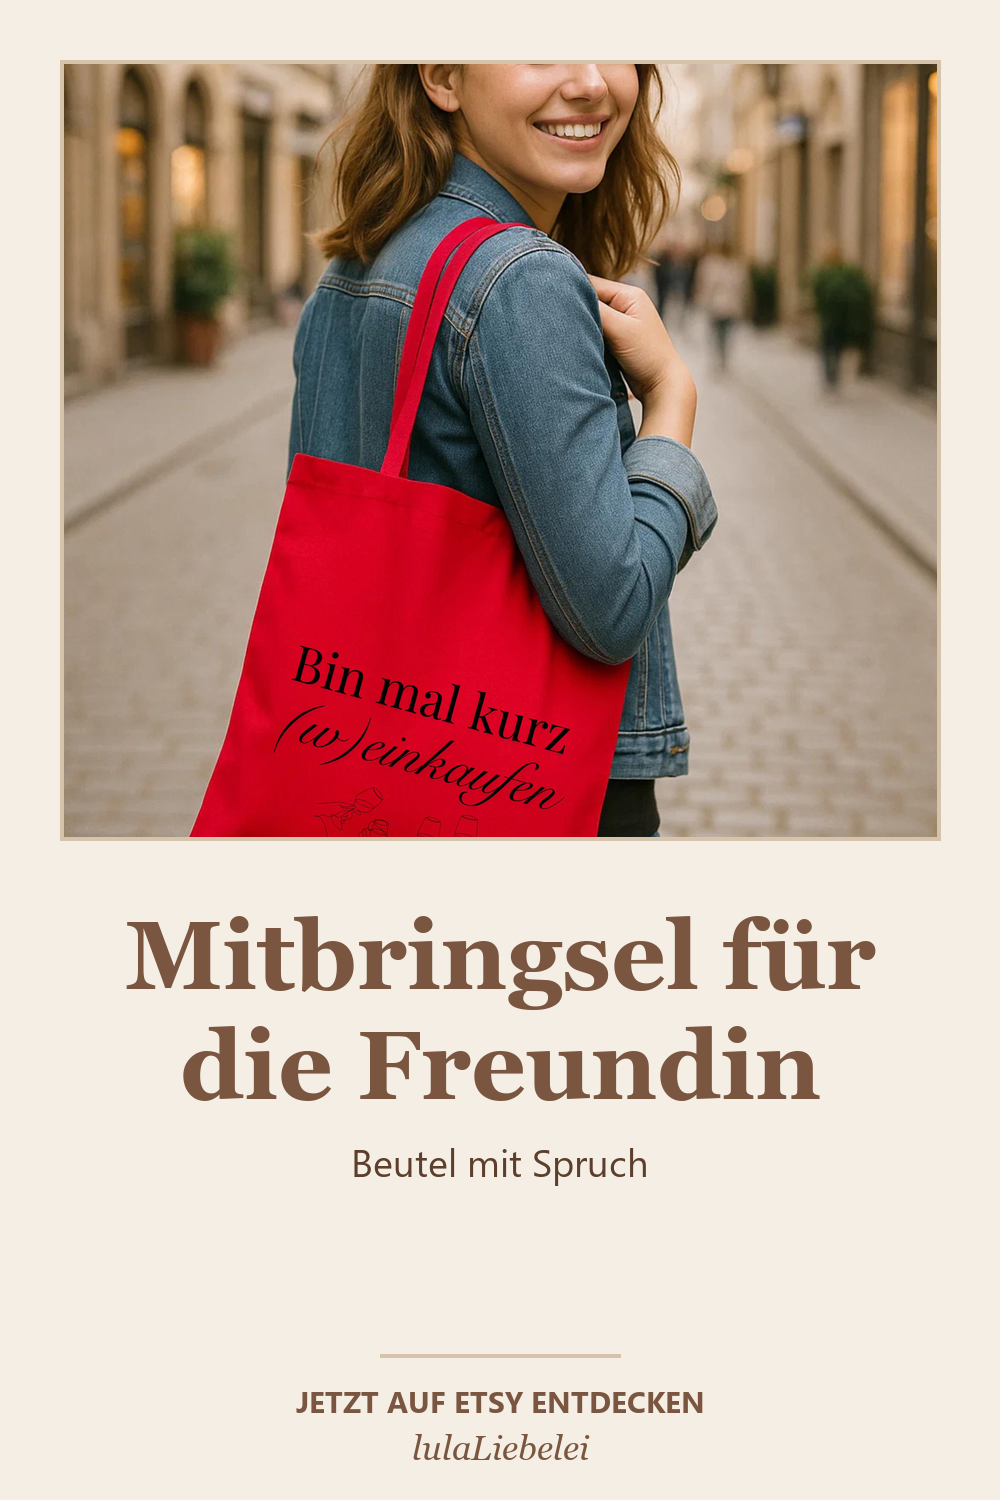 Bin mal kurz
(w)einkaufen
Mitbringsel für
die Freundin
Beutel mit Spruch
JETZT AUF ETSY ENTDECKEN
lulaLiebelei